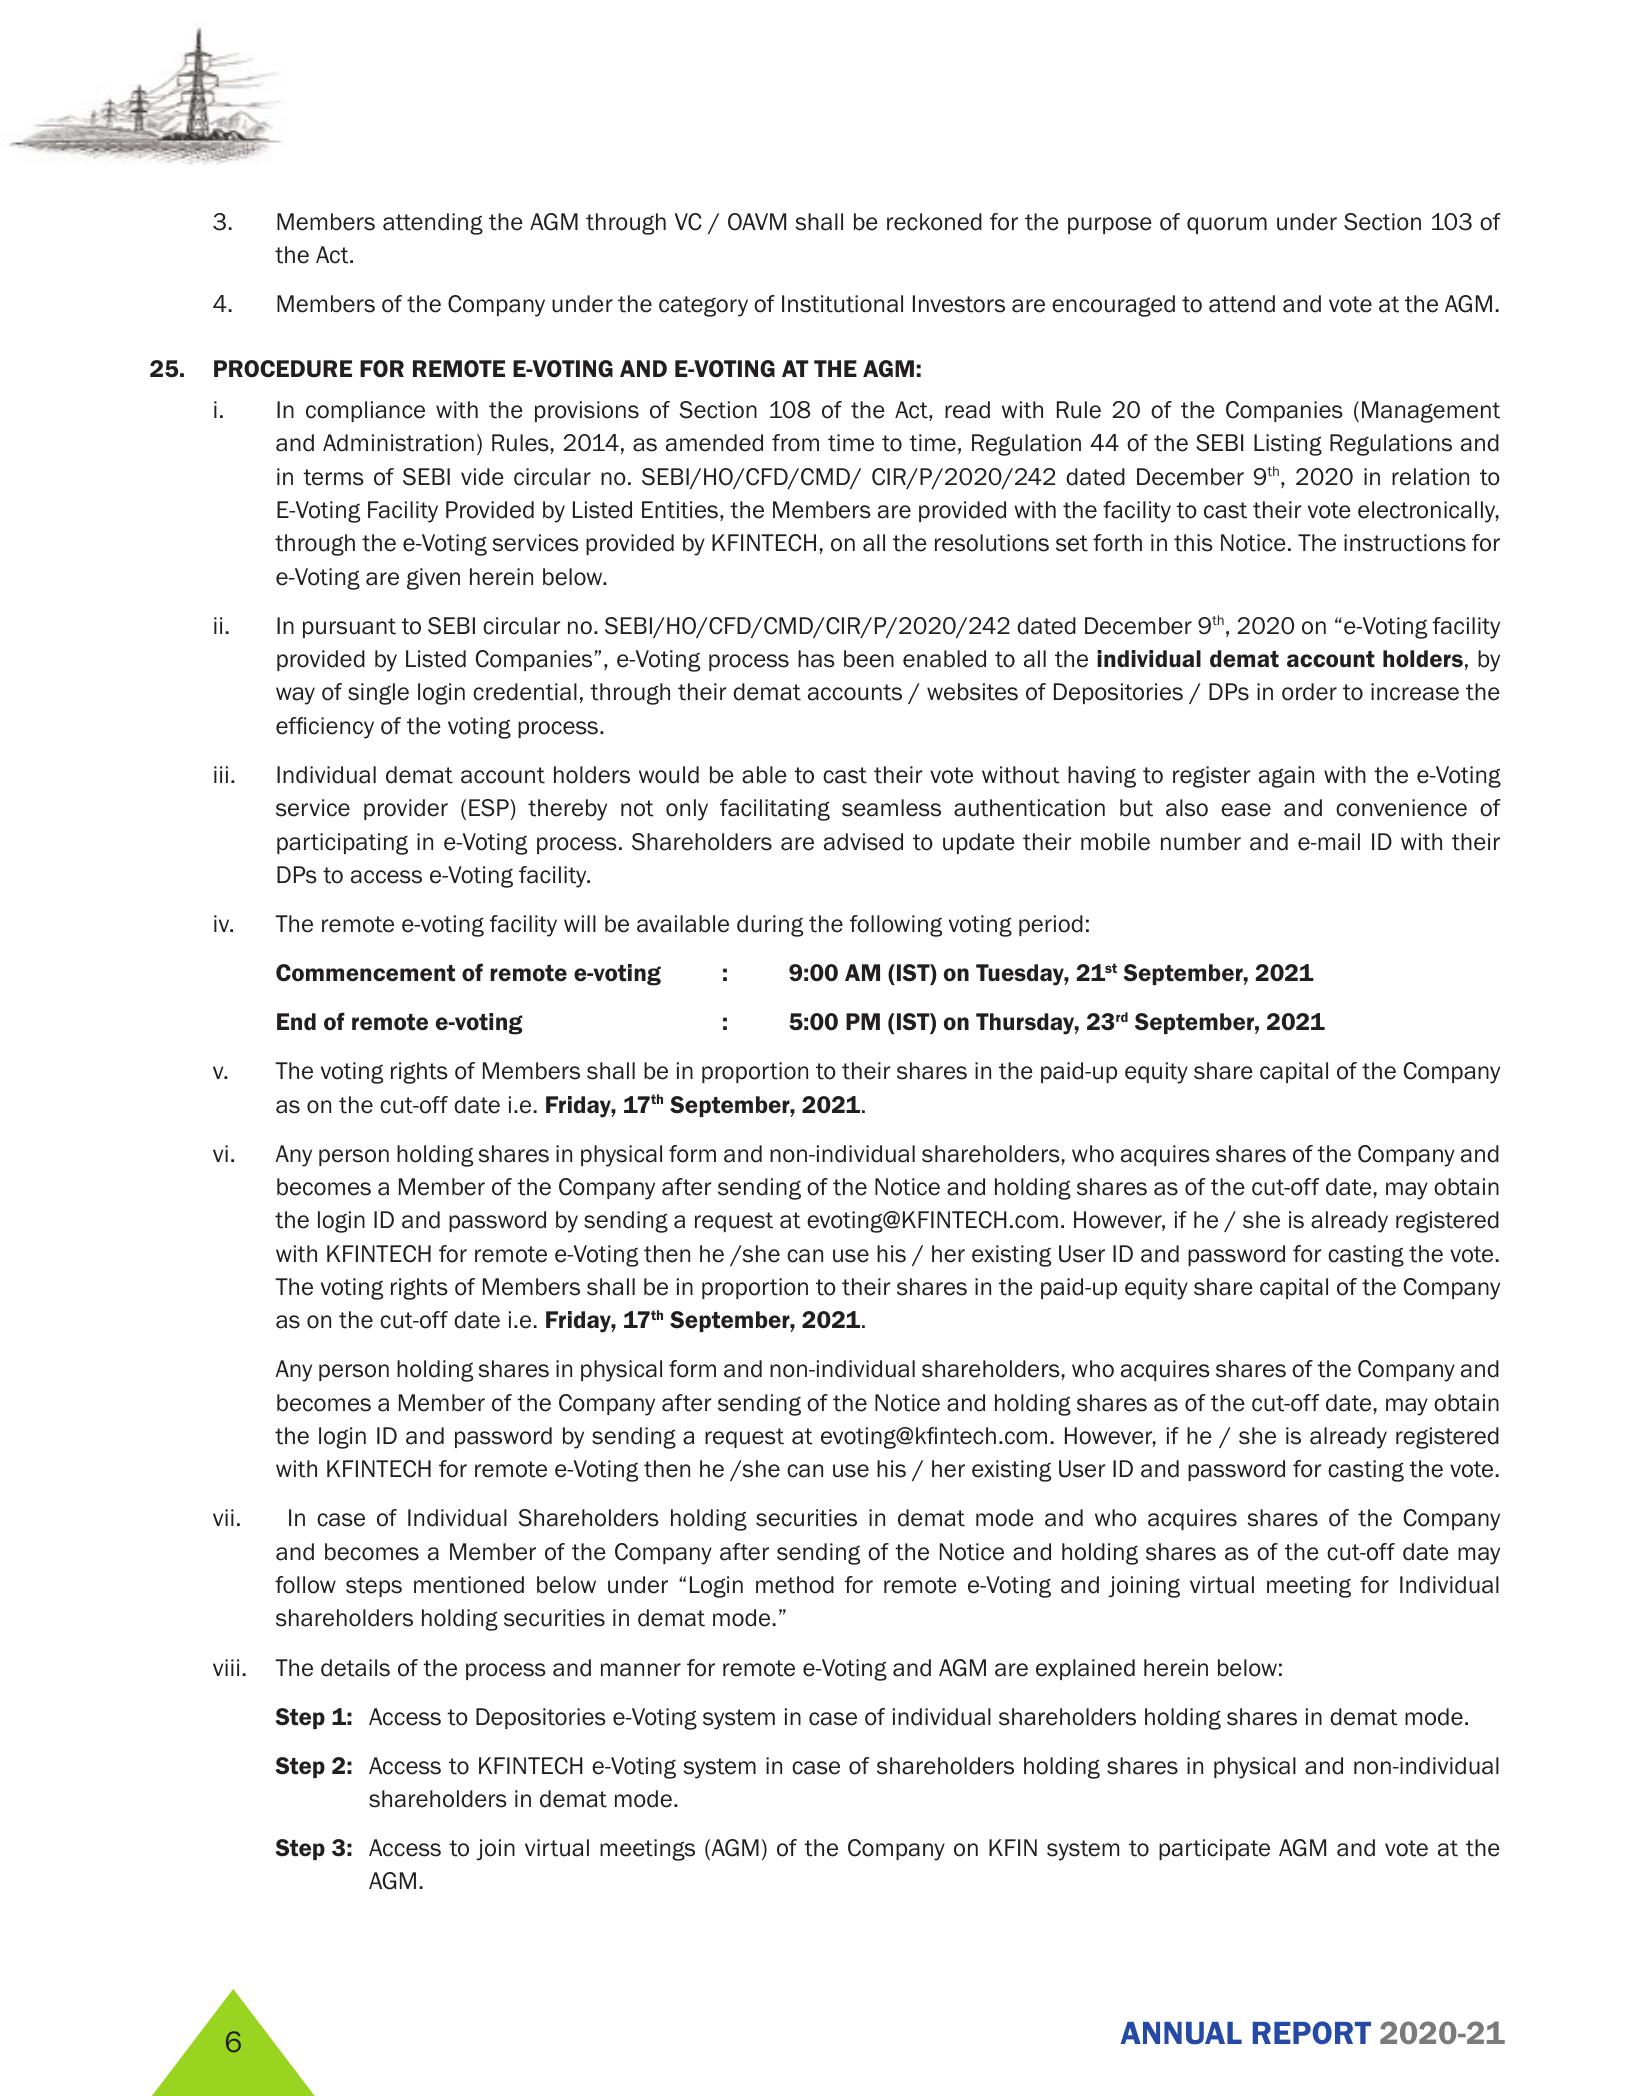 3. Members attending the AGM through VC / OAVM shall be reckoned for the purpose of quorum under Section 103 of
the Act.
4. Members of the Company under the category of Institutional Investors are encouraged to attend and vote at the AGM.
25. PROCEDURE FOR REMOTE E-VOTING AND E-VOTING AT THE AGM:
i. In compliance with the provisions of Section 108 of the Act, read with Rule 20 of the Companies (Management
and Administration) Rules, 2014, as amended from time to time, Regulation 44 of the SEBI Listing Regulations and
in terms of SEBI vide circular no. SEBI/HO/CFD/CMD/ CIR/P/2020/242 dated December 9th, 2020 in relation to
E-Voting Facility Provided by Listed Entities, the Members are provided with the facility to cast their vote electronically,
through the e-Voting services provided by KFINTECH, on all the resolutions set forth in this Notice. The instructions for
e-Voting are given herein below.
ii. In pursuant to SEBI circular no. SEBI/HO/CFD/CMD/CIR/P/2020/242 dated December 9th, 2020 on “e-Voting facility
provided by Listed Companies”, e-Voting process has been enabled to all the individual demat account holders, by
way of single login credential, through their demat accounts / websites of Depositories / DPs in order to increase the
efficiency of the voting process.
iii. Individual demat account holders would be able to cast their vote without having to register again with the e-Voting
service provider (ESP) thereby not only facilitating seamless authentication but also ease and convenience of
participating in e-Voting process. Shareholders are advised to update their mobile number and e-mail ID with their
DPs to access e-Voting facility.
iv. The remote e-voting facility will be available during the following voting period:
Commencement of remote e-voting : 9:00 AM (IST) on Tuesday, 21st September, 2021
End of remote e-voting : 5:00 PM (IST) on Thursday, 23rd September, 2021
v. The voting rights of Members shall be in proportion to their shares in the paid-up equity share capital of the Company
as on the cut-off date i.e. Friday, 17th September, 2021.
vi. Any person holding shares in physical form and non-individual shareholders, who acquires shares of the Company and
becomes a Member of the Company after sending of the Notice and holding shares as of the cut-off date, may obtain
the login ID and password by sending a request at evoting@KFINTECH.com. However, if he / she is already registered
with KFINTECH for remote e-Voting then he /she can use his / her existing User ID and password for casting the vote.
The voting rights of Members shall be in proportion to their shares in the paid-up equity share capital of the Company
as on the cut-off date i.e. Friday, 17th September, 2021.
Any person holding shares in physical form and non-individual shareholders, who acquires shares of the Company and
becomes a Member of the Company after sending of the Notice and holding shares as of the cut-off date, may obtain
the login ID and password by sending a request at evoting@kfintech.com. However, if he / she is already registered
with KFINTECH for remote e-Voting then he /she can use his / her existing User ID and password for casting the vote.
vii. In case of Individual Shareholders holding securities in demat mode and who acquires shares of the Company
and becomes a Member of the Company after sending of the Notice and holding shares as of the cut-off date may
follow steps mentioned below under “Login method for remote e-Voting and joining virtual meeting for Individual
shareholders holding securities in demat mode.”
viii. The details of the process and manner for remote e-Voting and AGM are explained herein below:
Step 1: Access to Depositories e-Voting system in case of individual shareholders holding shares in demat mode.
Step 2: Access to KFINTECH e-Voting system in case of shareholders holding shares in physical and non-individual
shareholders in demat mode.
Step 3: Access to join virtual meetings (AGM) of the Company on KFIN system to participate AGM and vote at the
AGM.
6
ANNUAL REPORT 2020-21